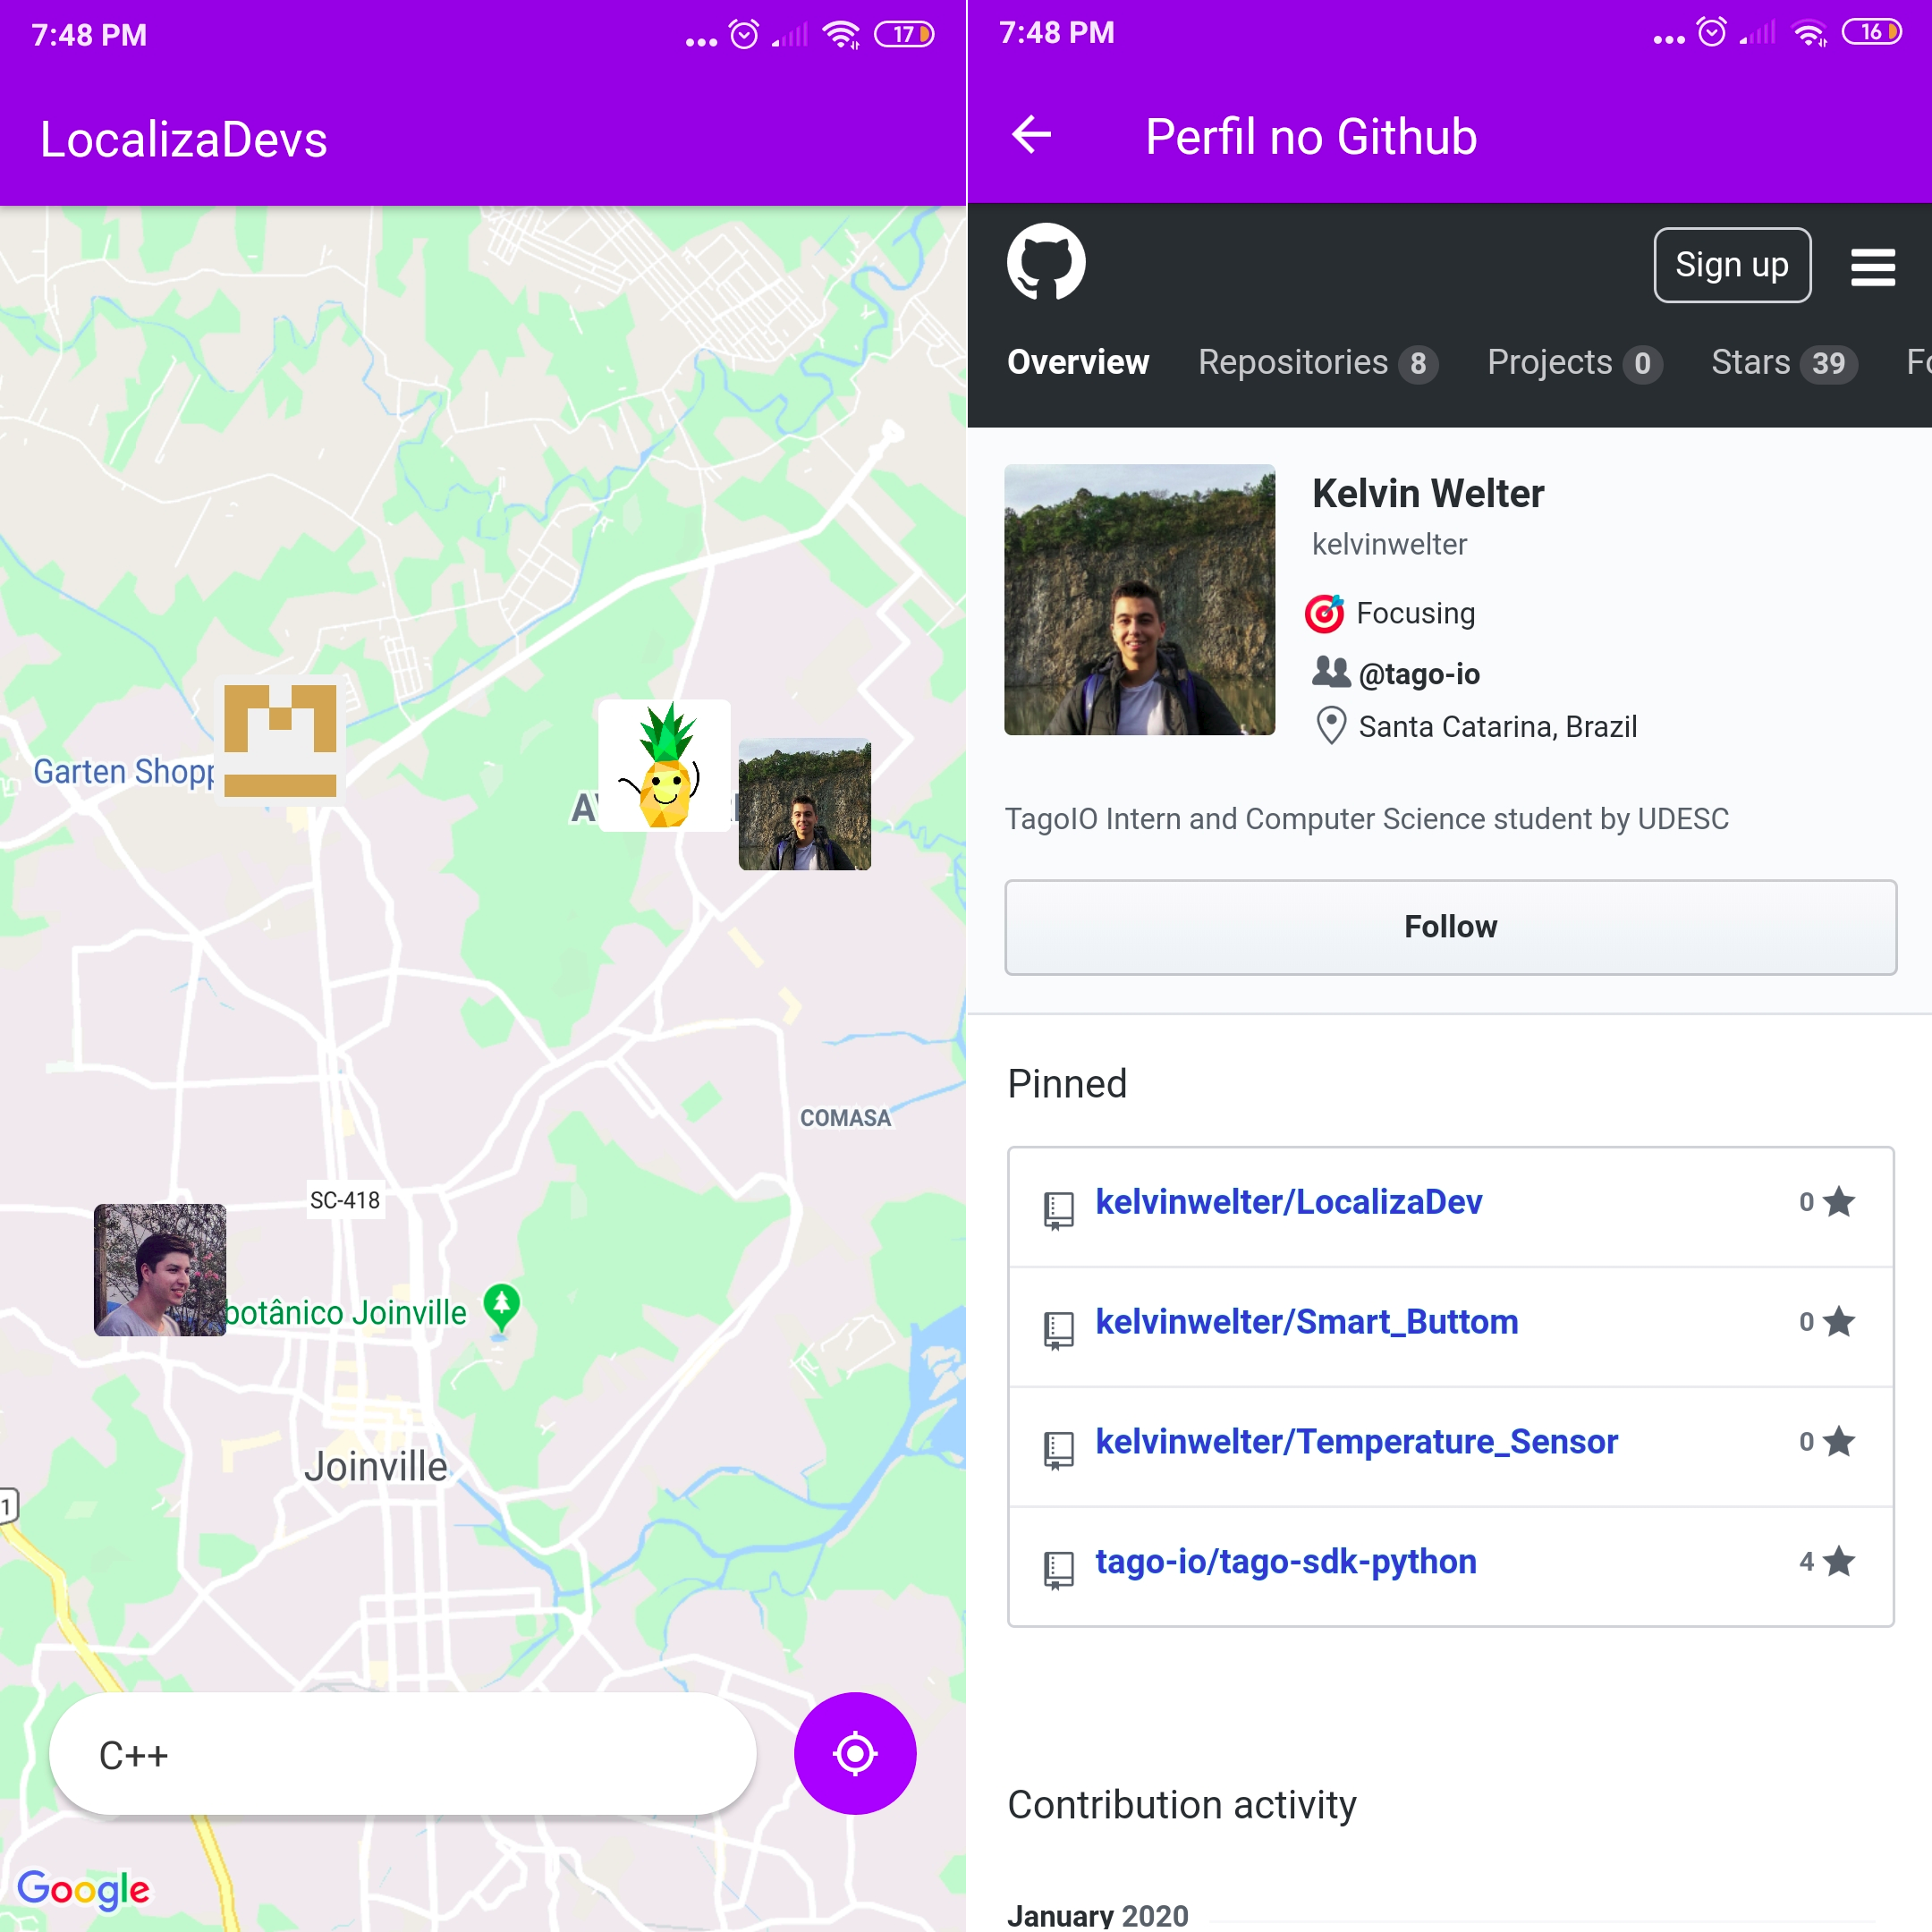 7:48 PM
17
LocalizaDevs
Garten Shopp
A
COMASA
SC-418
botânico Joinville
Joinville
1
C++
Google
7:48 PM
16
Perfil no Github
Sign up
Overview Repositories 8 Projects 0 Stars 39 Fo
Kelvin Welter
kelvinwelter
Focusing
@tago-io
Santa Catarina, Brazil
TagoIO Intern and Computer Science student by UDESC
Follow
Pinned
kelvinwelter/LocalizaDev 0
kelvinwelter/Smart_Buttom 0
kelvinwelter/Temperature_Sensor 0
tago-io/tago-sdk-python 4
Contribution activity
January 2020